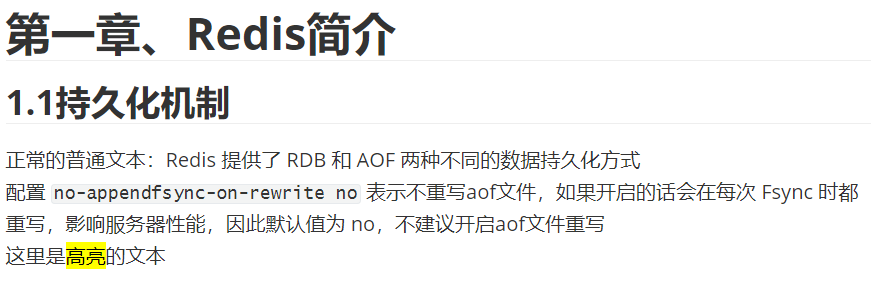 第一章、Redis简介
1.1持久化机制
正常的普通文本：Redis 提供了 RDB 和 AOF 两种不同的数据持久化方式
配置 no-appendfsync-on-rewrite no 表示不重写aof文件，如果开启的话会在每次 Fsync 时都
重写，影响服务器性能，因此默认值为 no，不建议开启aof文件重写
这里是高亮的文本